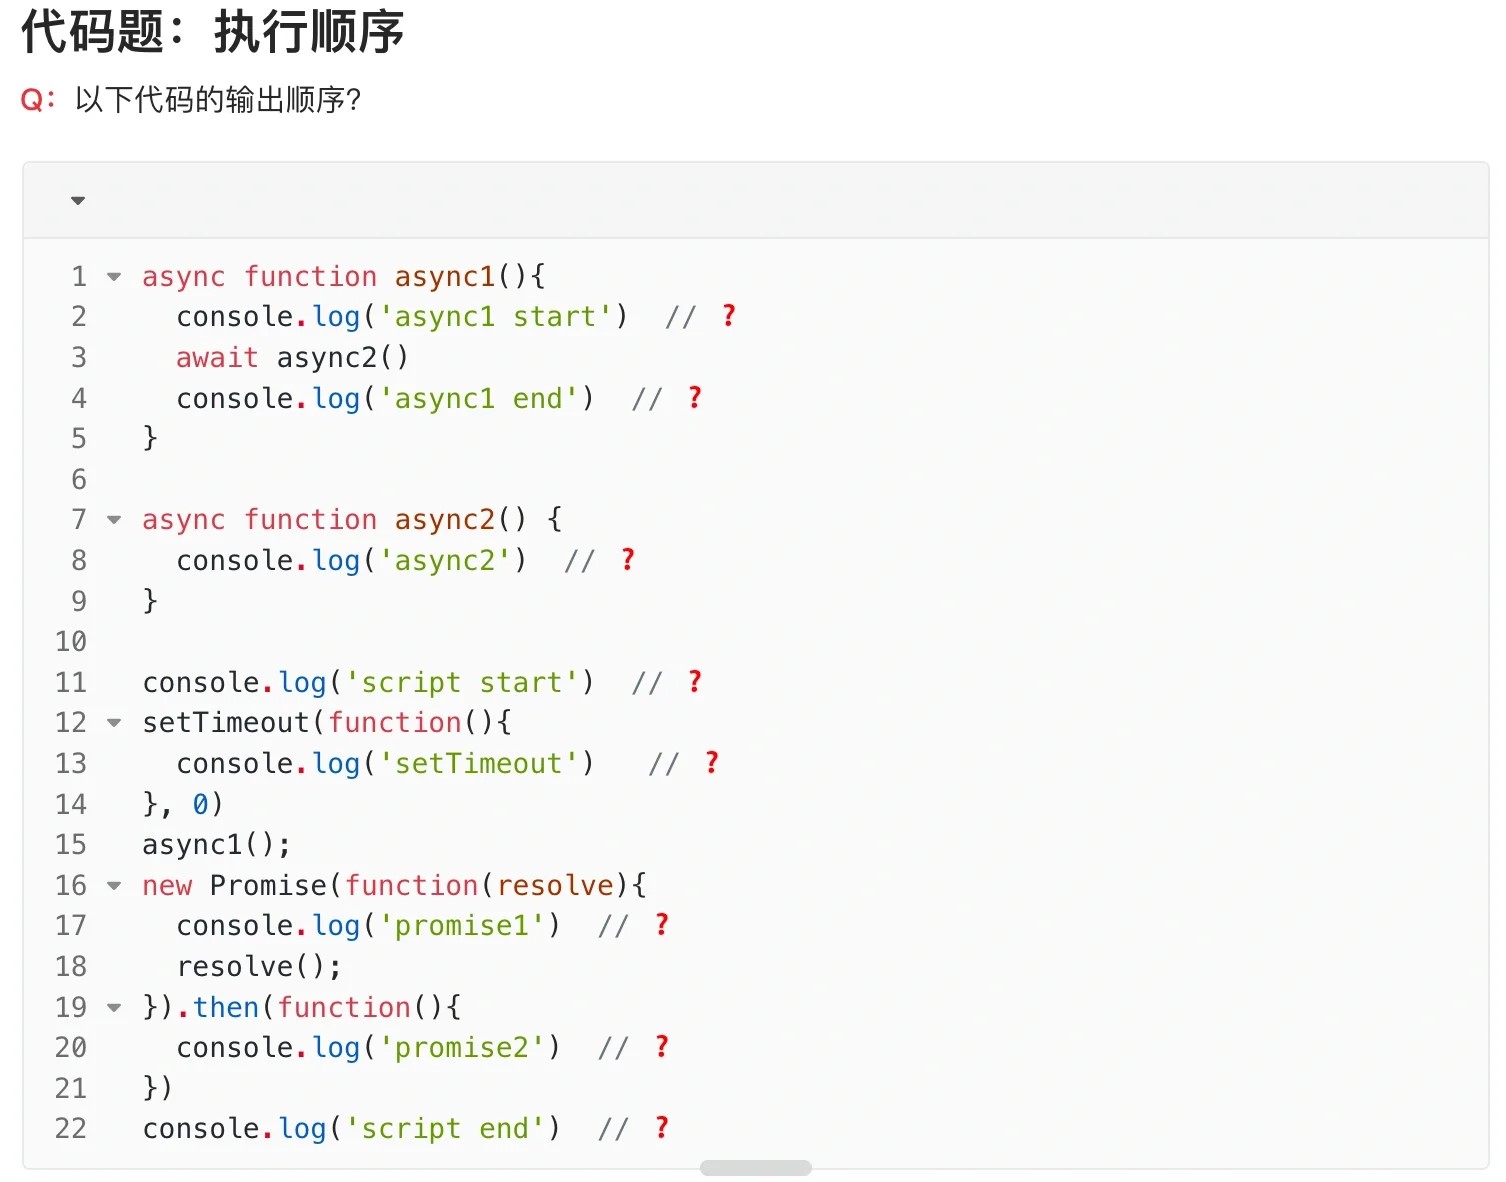 代码题：执行顺序
Q： 以下代码的输出顺序?
1 async function async1(){
2   console.log('async1 start')  // ?
3   await async2()
4   console.log('async1 end')  // ?
5 }
6
7 async function async2() {
8   console.log('async2')  // ?
9 }
10
11 console.log('script start')  // ?
12 setTimeout(function(){
13   console.log('setTimeout')   // ?
14 }, 0)
15 async1();
16 new Promise(function(resolve){
17   console.log('promise1')  // ?
18   resolve();
19 }).then(function(){
20   console.log('promise2')  // ?
21 })
22 console.log('script end')  // ?